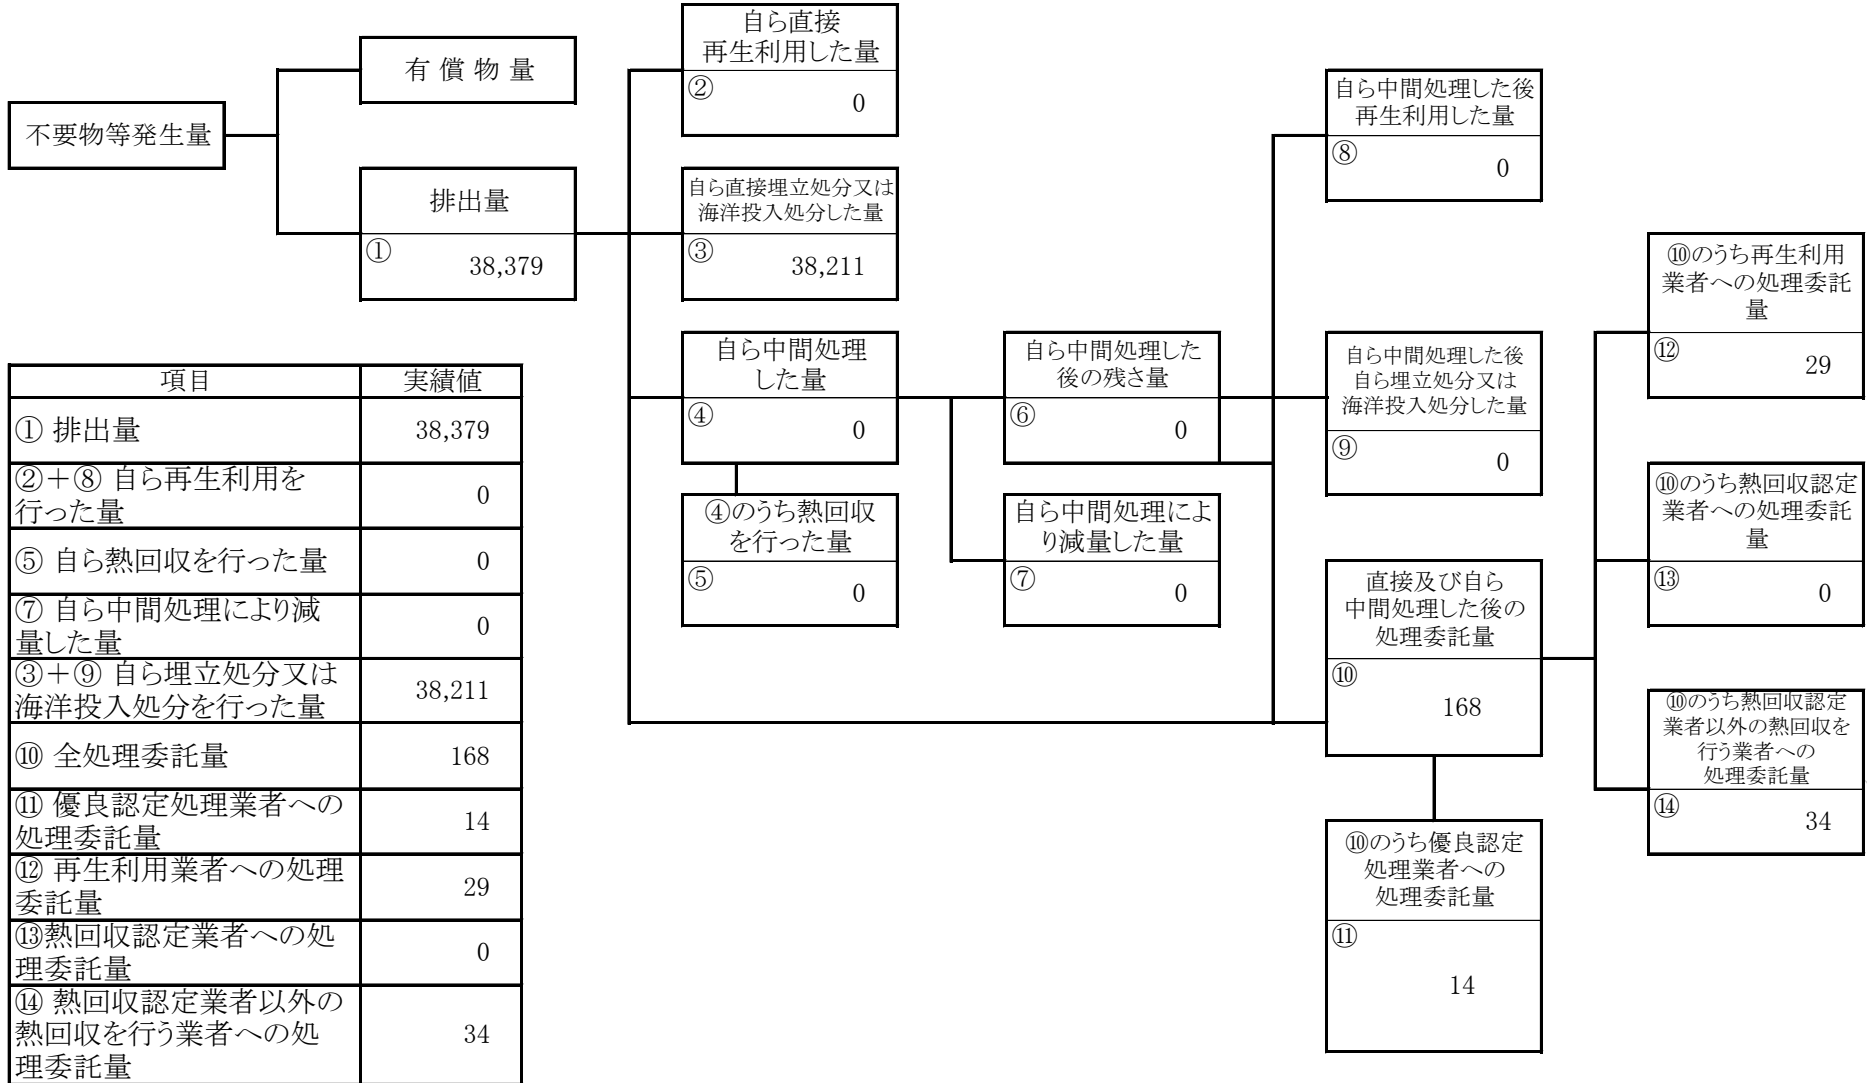 不要物等発生量
有 償 物 量
排出量
①
38,379
自ら直接
再生利用した量
②
0
自ら直接埋立処分又は
海洋投入処分した量
③
38,211
自ら中間処理
した量
④
0
④のうち熱回収
を行った量
⑤
0
自ら中間処理した
後の残さ量
⑥
0
自ら中間処理によ
り減量した量
⑦
0
自ら中間処理した後
再生利用した量
⑧
0
自ら中間処理した後
自ら埋立処分又は
海洋投入処分した量
⑨
0
直接及び自ら
中間処理した後の
処理委託量
⑩
168
⑩のうち優良認定
処理業者への
処理委託量
⑪
14
⑩のうち再生利用
業者への処理委託
量
⑫
29
⑩のうち熱回収認定
業者への処理委託
量
⑬
0
⑩のうち熱回収認定
業者以外の熱回収を
行う業者への
処理委託量
⑭
34
項目 実績値
① 排出量 38,379
②＋⑧ 自ら再生利用を
行った量 0
⑤ 自ら熱回収を行った量 0
⑦ 自ら中間処理により減
量した量 0
③＋⑨ 自ら埋立処分又は
海洋投入処分を行った量 38,211
⑩ 全処理委託量 168
⑪ 優良認定処理業者への
処理委託量 14
⑫ 再生利用業者への処理
委託量 29
⑬熱回収認定業者への処
理委託量 0
⑭ 熱回収認定業者以外の
熱回収を行う業者への処
理委託量 34